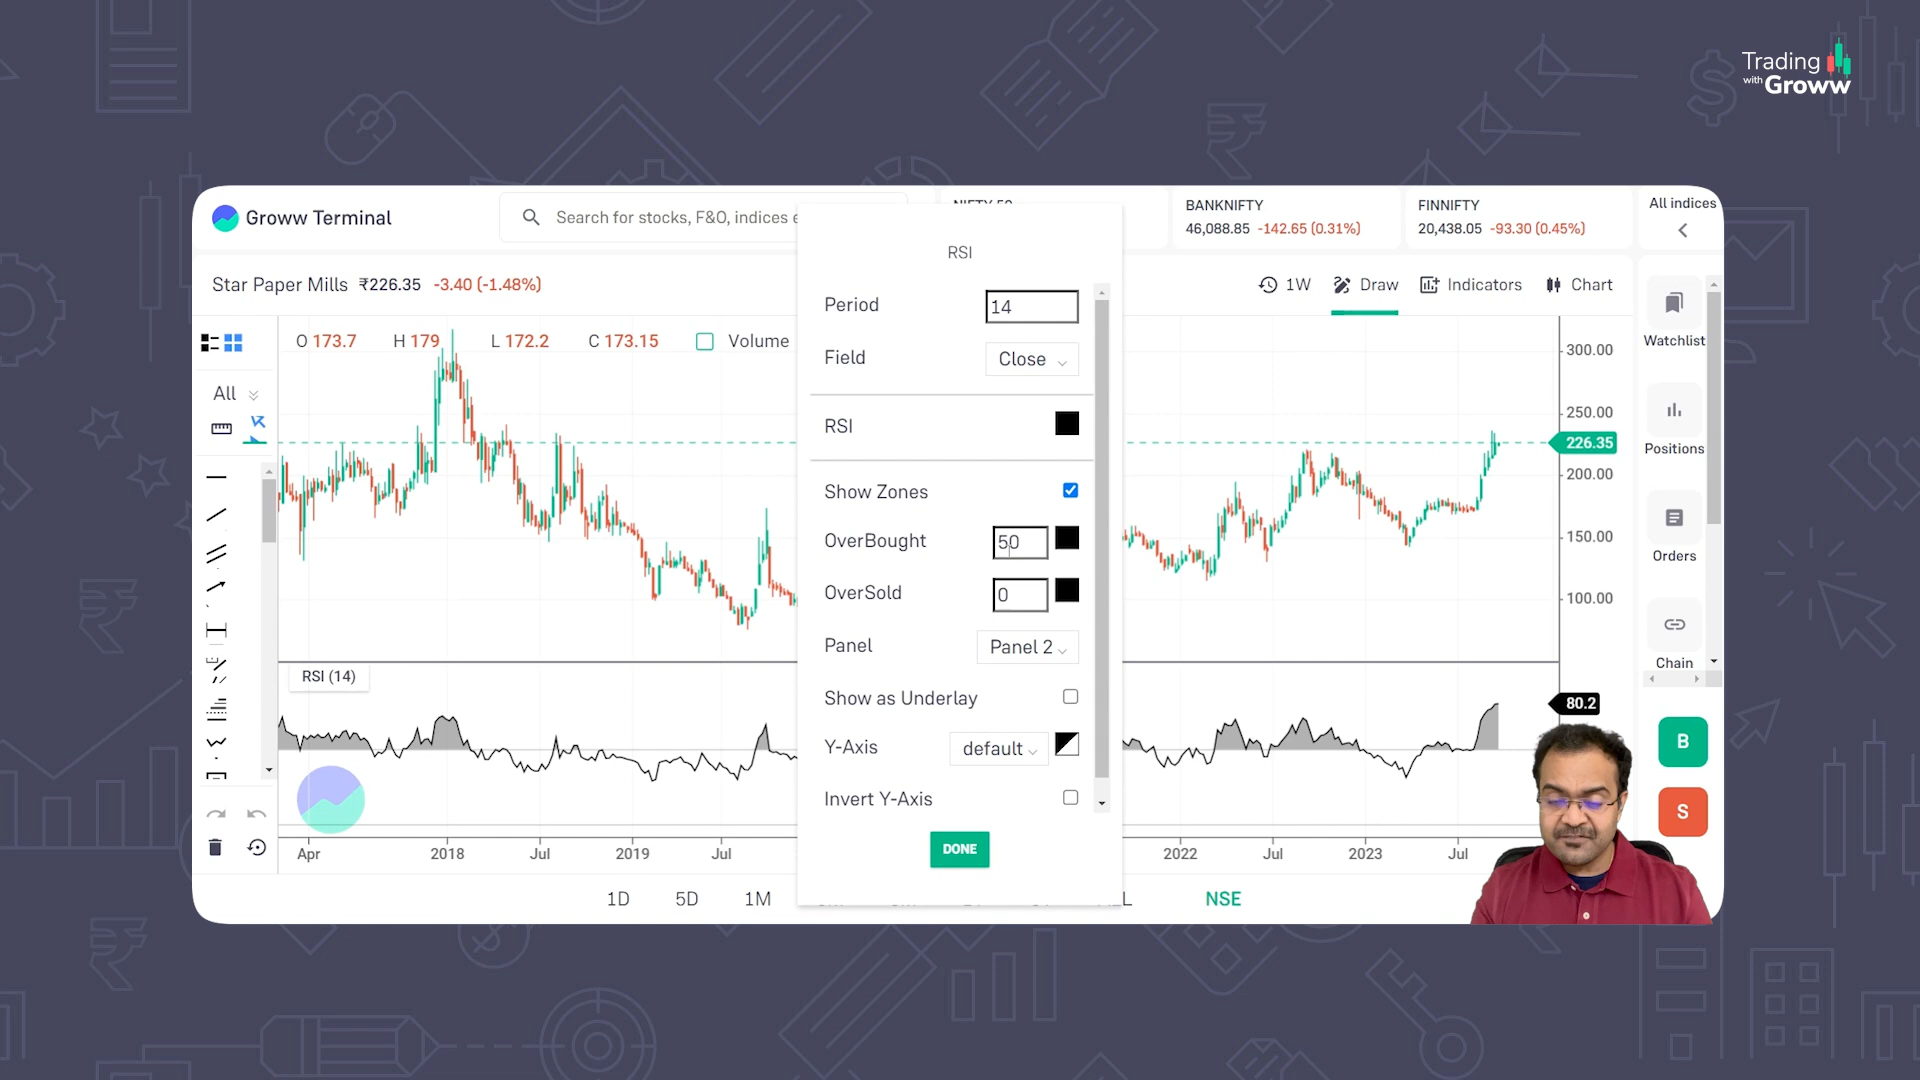 Trading
with Groww
Groww Terminal
Search for stocks, F&O, indices
BANKNIFTY
46,088.85 -142.65 (0.31%)
FINNIFTY
20,438.05 -93.30 (0.45%)
All indices
Star Paper Mills ₹226.35 -3.40 (-1.48%)
1W Draw Indicators Chart
O 173.7 H 179 L 172.2 C 173.15 Volume
All
RSI
Period 14
Field Close
RSI
Show Zones
OverBought 50
OverSold 0
Panel Panel 2
Show as Underlay
Y-Axis default
Invert Y-Axis
DONE
300.00
250.00
226.35
200.00
150.00
100.00
RSI (14)
80.2
Apr 2018 Jul 2019 Jul 2022 Jul 2023 Jul
1D 5D 1M NSE
Watchlist
Positions
Orders
Chain
B
S